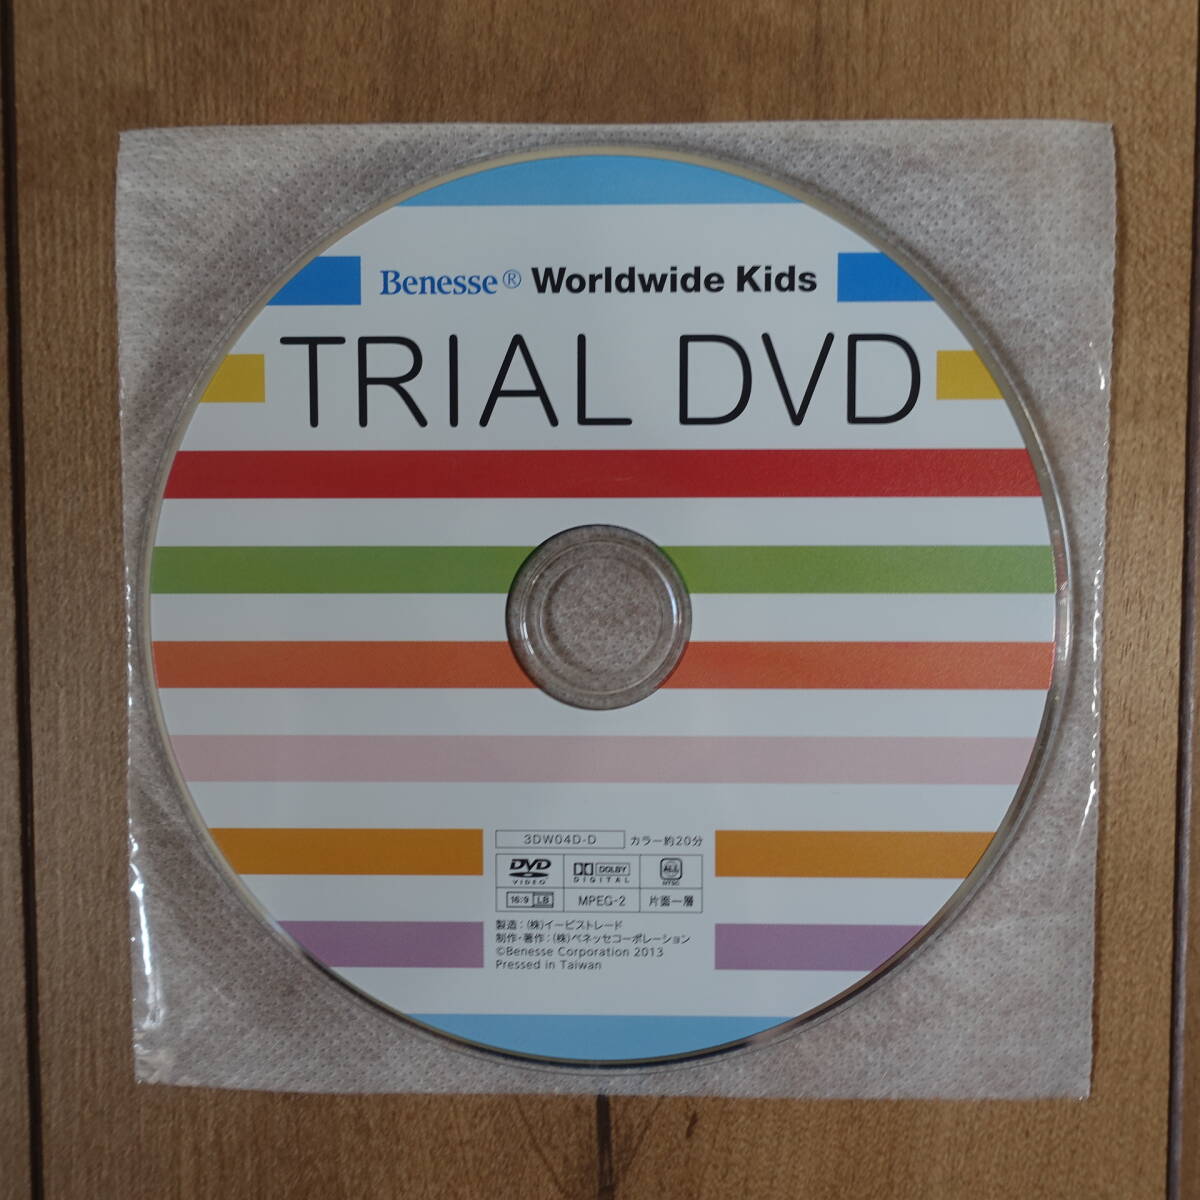 Benesse® Worldwide Kids
TRIAL DVD
3DW04D-D カラー約20分
DVD VIDEO DOLBY DIGITAL ALL NTSC
16:9 LB MPEG-2 片面一層
製造：(株)イービストレード
制作・著作：(株)ベネッセコーポレーション
©Benesse Corporation 2013
Pressed in Taiwan